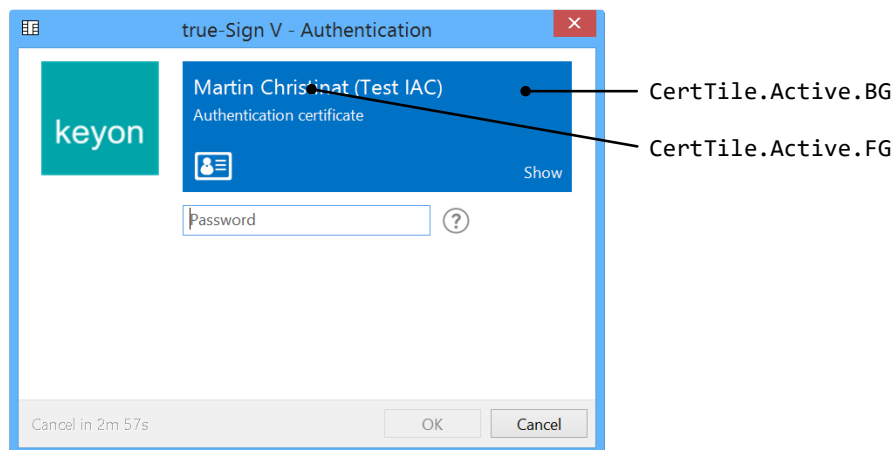 true-Sign V - Authentication
keyon
Martin Christinat (Test IAC)
Authentication certificate
Show
CertTile.Active.BG
CertTile.Active.FG
Password
?
Cancel in 2m 57s
OK
Cancel